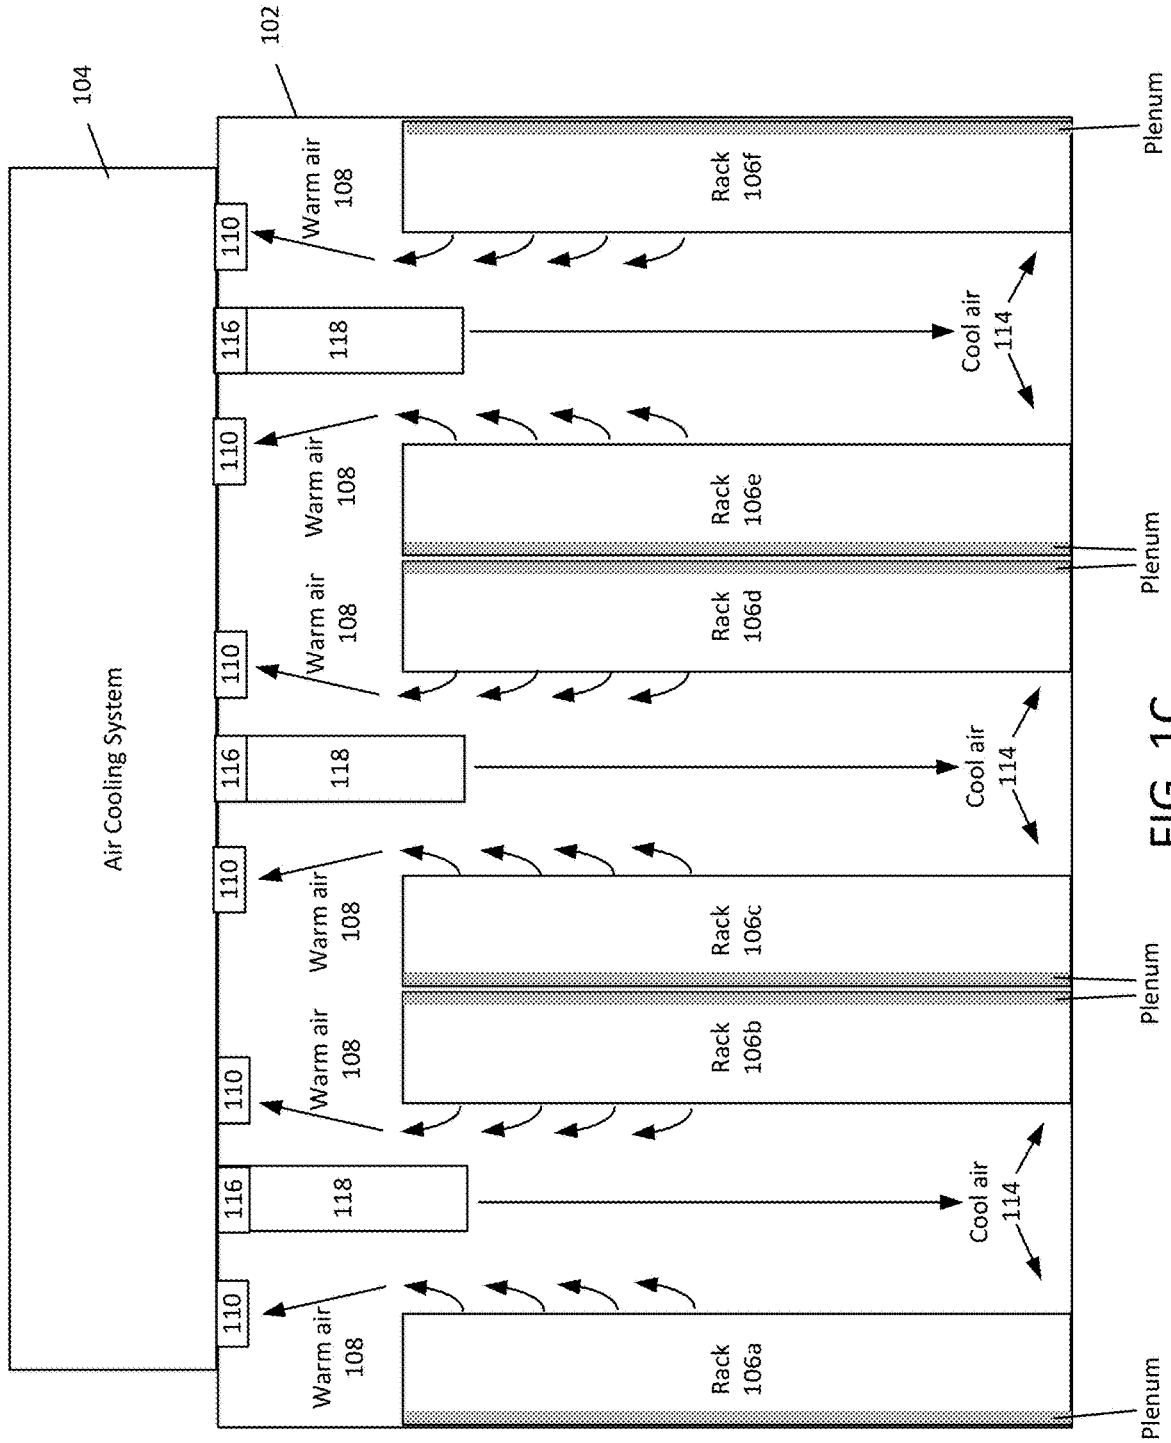 104
Air Cooling System
102
110
116
110
110
116
110
110
116
110
118
118
118
Warm air
108
Warm air
108
Warm air
108
Warm air
108
Warm air
108
Warm air
108
Rack
106a
Rack
106b
Rack
106c
Rack
106d
Rack
106e
Rack
106f
Cool air
114
Cool air
114
Cool air
114
Plenum
Plenum
Plenum
Plenum
FIG. 1C